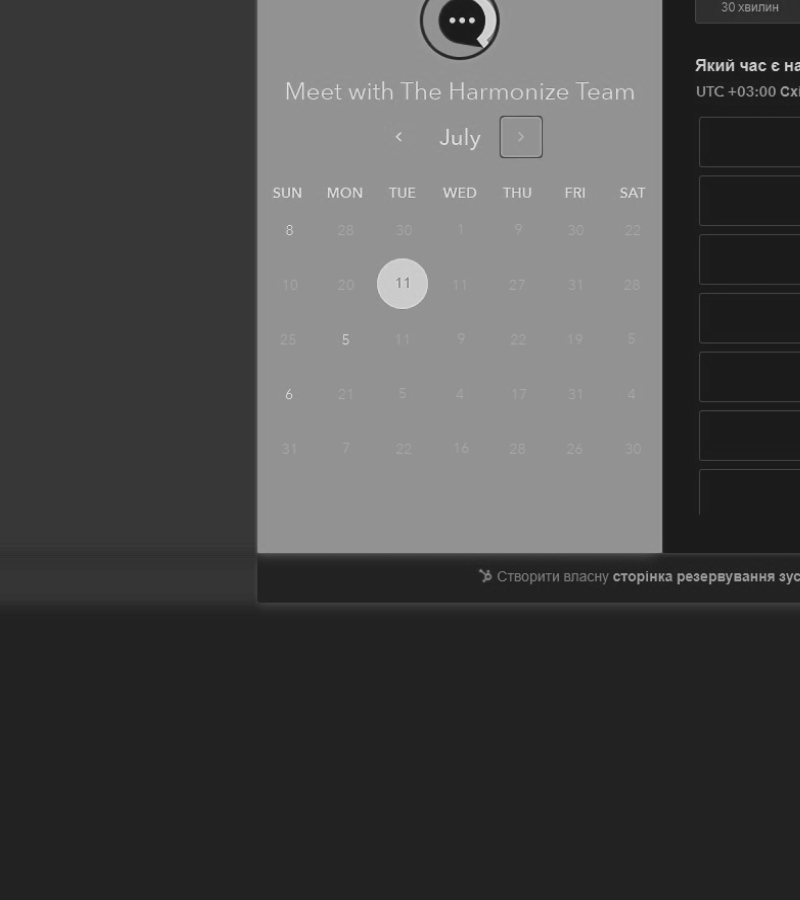 30 хвилин
Який час є на
UTC +03:00 Схі
Meet with The Harmonize Team
July
SUN MON TUE WED THU FRI SAT
8 28 30 1 9 30 22
10 20 11 11 27 31 28
25 5 11 9 22 19 5
6 21 5 4 17 31 4
31 7 22 16 28 26 30
Створити власну сторінка резервування зус